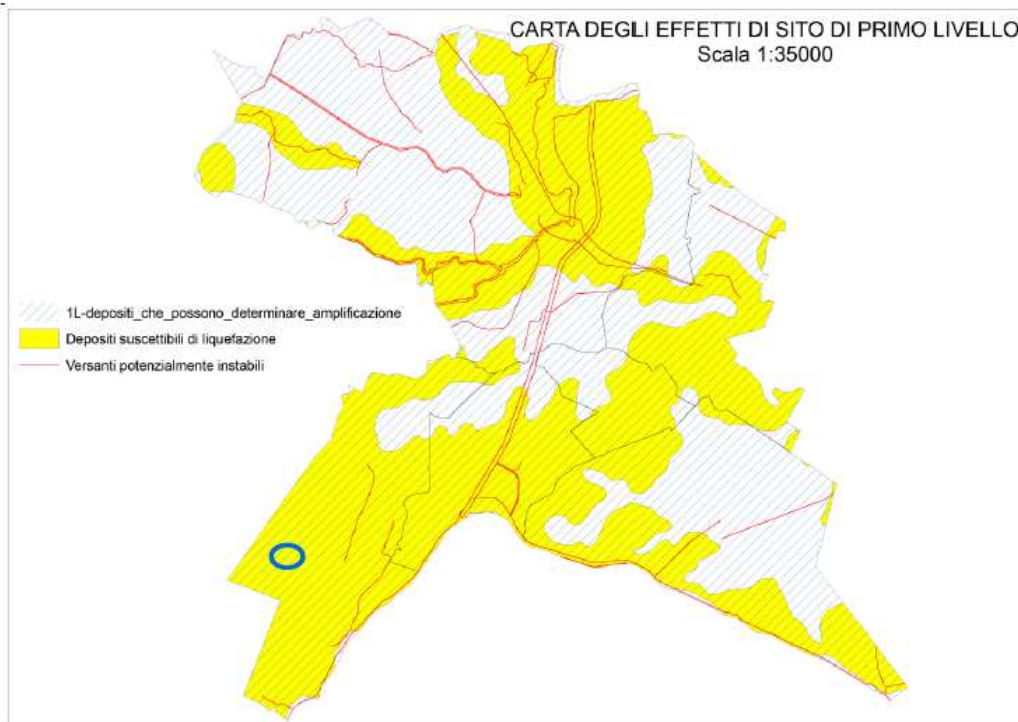 CARTA DEGLI EFFETTI DI SITO DI PRIMO LIVELLO
Scala 1:35000
1L-depositi_che_possono_determinare_amplificazione
Depositi suscettibili di liquefazione
Versanti potenzialmente instabili